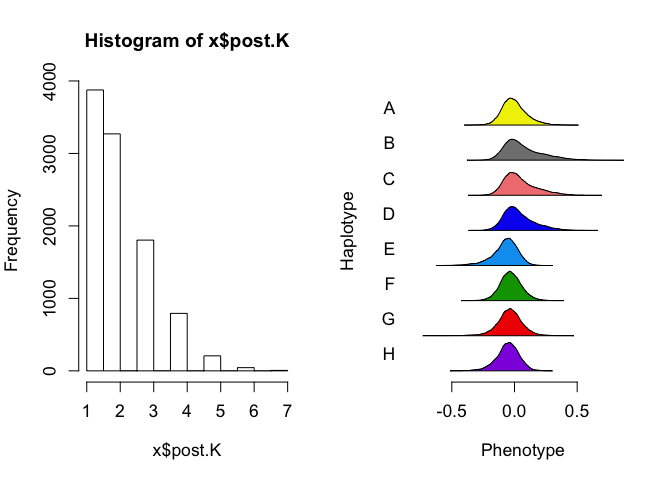 Histogram of x$post.K
Frequency
4000
3000
2000
1000
0
1 2 3 4 5 6 7
x$post.K
Haplotype
A
B
C
D
E
F
G
H
-0.5 0.0 0.5
Phenotype